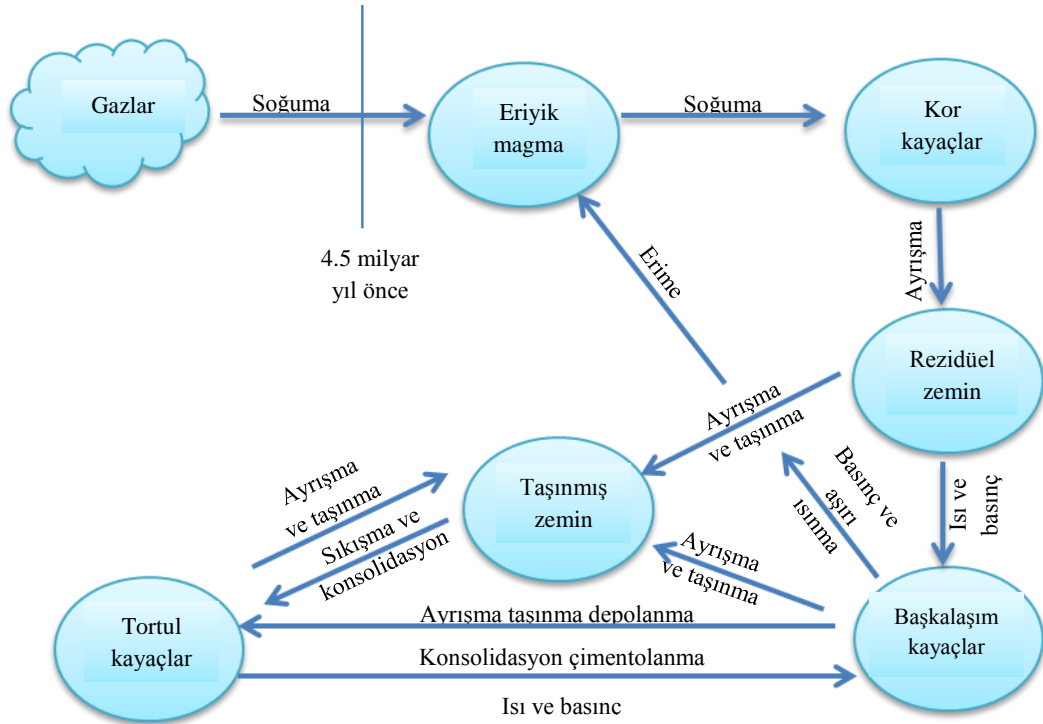 Gazlar
Soğuma
Eriyik
magma
Soğuma
Kor
kayaçlar
4.5 milyar
yıl önce
Erime
Ayrışma
Rezidüel
zemin
Ayrışma
ve taşınma
Basınç ve
aşırı
ısınma
Isı ve
basınç
Ayrışma
ve taşınma
Taşınmış
zemin
Sıkışma ve
konsolidasyon
Ayrışma
ve taşınma
Tortul
kayaçlar
Ayrışma taşınma depolanma
Başkalaşım
kayaçlar
Konsolidasyon çimentolanma
Isı ve basınç